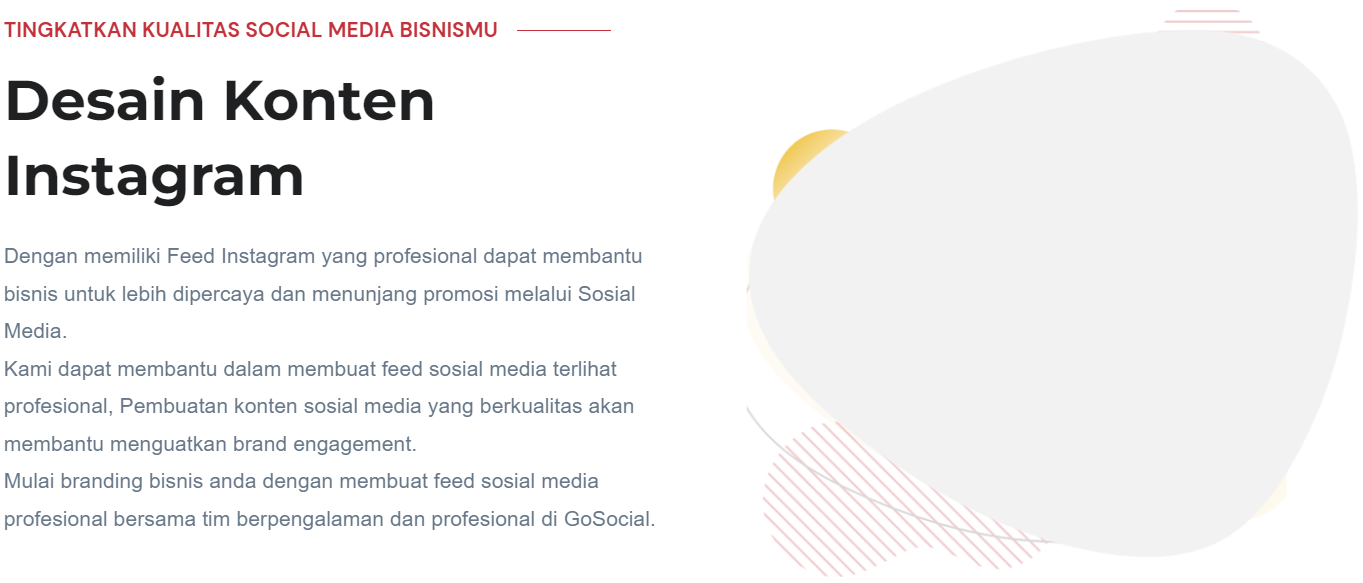 TINGKATKAN KUALITAS SOCIAL MEDIA BISNISMU
Desain Konten
Instagram
Dengan memiliki Feed Instagram yang profesional dapat membantu
bisnis untuk lebih dipercaya dan menunjang promosi melalui Sosial
Media.
Kami dapat membantu dalam membuat feed sosial media terlihat
profesional, Pembuatan konten sosial media yang berkualitas akan
membantu menguatkan brand engagement.
Mulai branding bisnis anda dengan membuat feed sosial media
profesional bersama tim berpengalaman dan profesional di GoSocial.